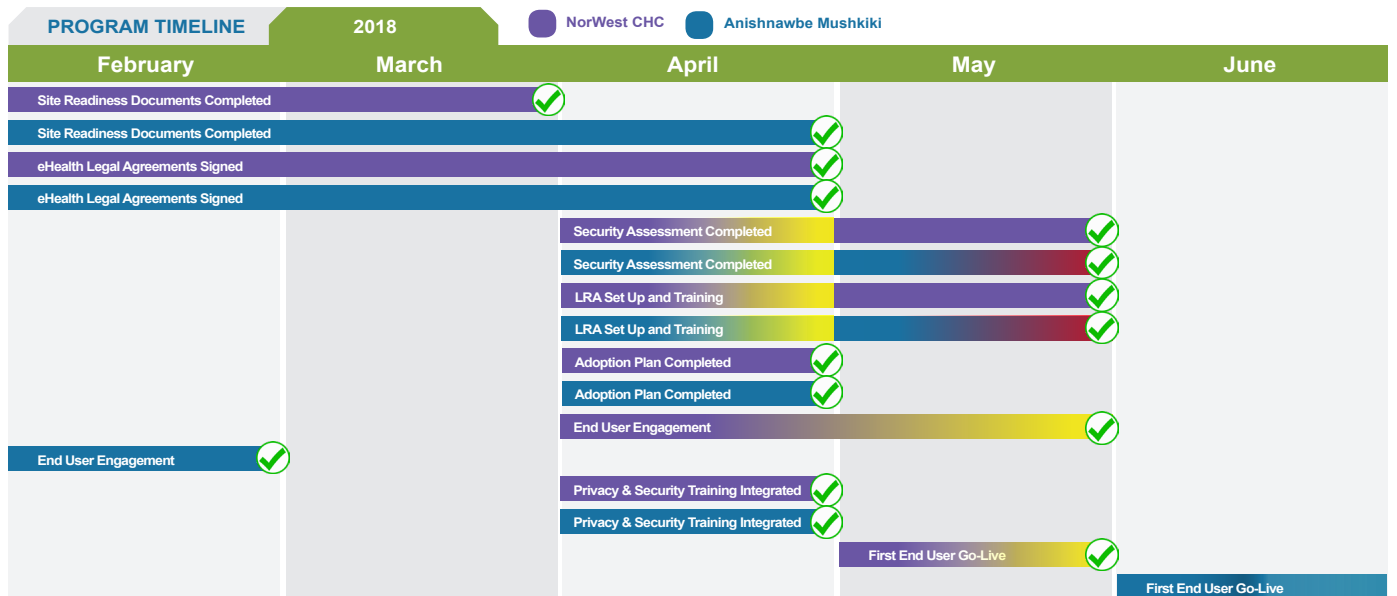 PROGRAM TIMELINE 2018 NorWest CHC Anishnawbe Mushkiki
February March April May June
Site Readiness Documents Completed
Site Readiness Documents Completed
eHealth Legal Agreements Signed
eHealth Legal Agreements Signed
Security Assessment Completed
Security Assessment Completed
LRA Set Up and Training
LRA Set Up and Training
Adoption Plan Completed
Adoption Plan Completed
End User Engagement
End User Engagement
Privacy & Security Training Integrated
Privacy & Security Training Integrated
First End User Go-Live
First End User Go-Live